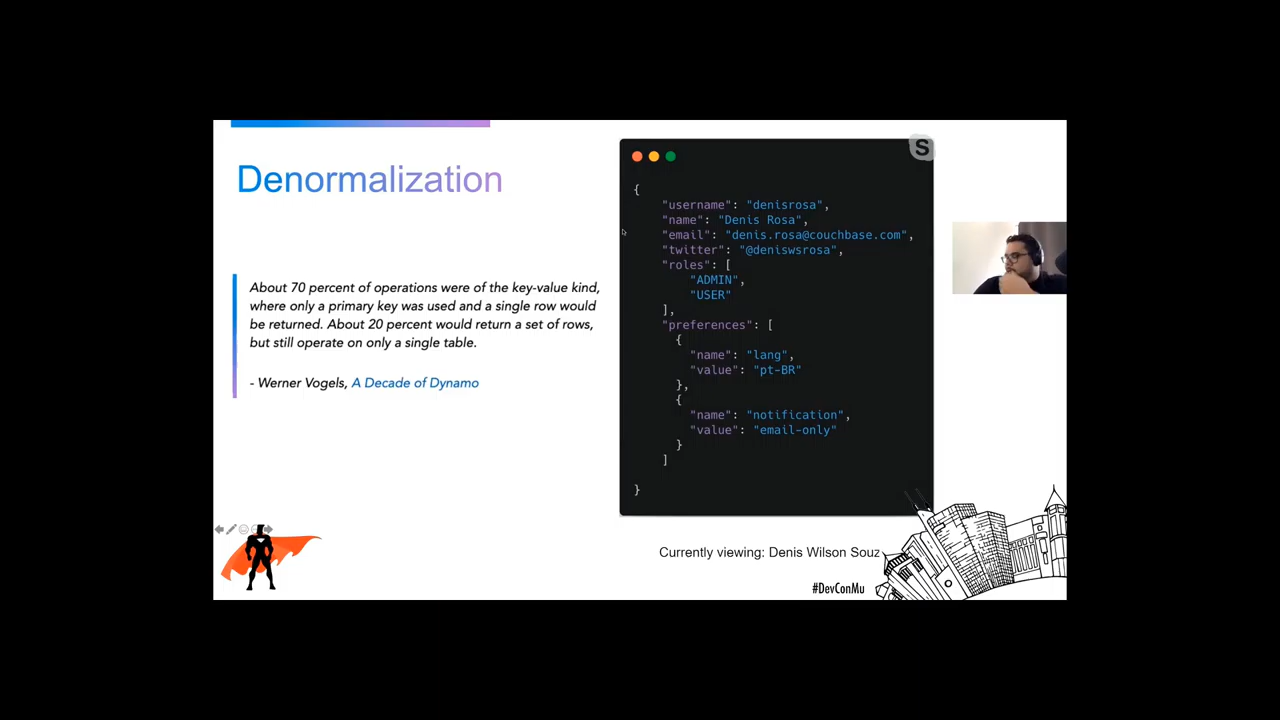 Denormalization
About 70 percent of operations were of the key-value kind,
where only a primary key was used and a single row would
be returned. About 20 percent would return a set of rows,
but still operate on only a single table.
- Werner Vogels, A Decade of Dynamo
S
{
"username": "denisrosa",
"name": "Denis Rosa",
"email": "denis.rosa@couchbase.com",
"twitter": "@deniswsrosa",
"roles": [
"ADMIN",
"USER"
],
"preferences": [
{
"name": "lang",
"value": "pt-BR"
},
{
"name": "notification",
"value": "email-only"
}
]
}
Currently viewing: Denis Wilson Souz
#DevConMu